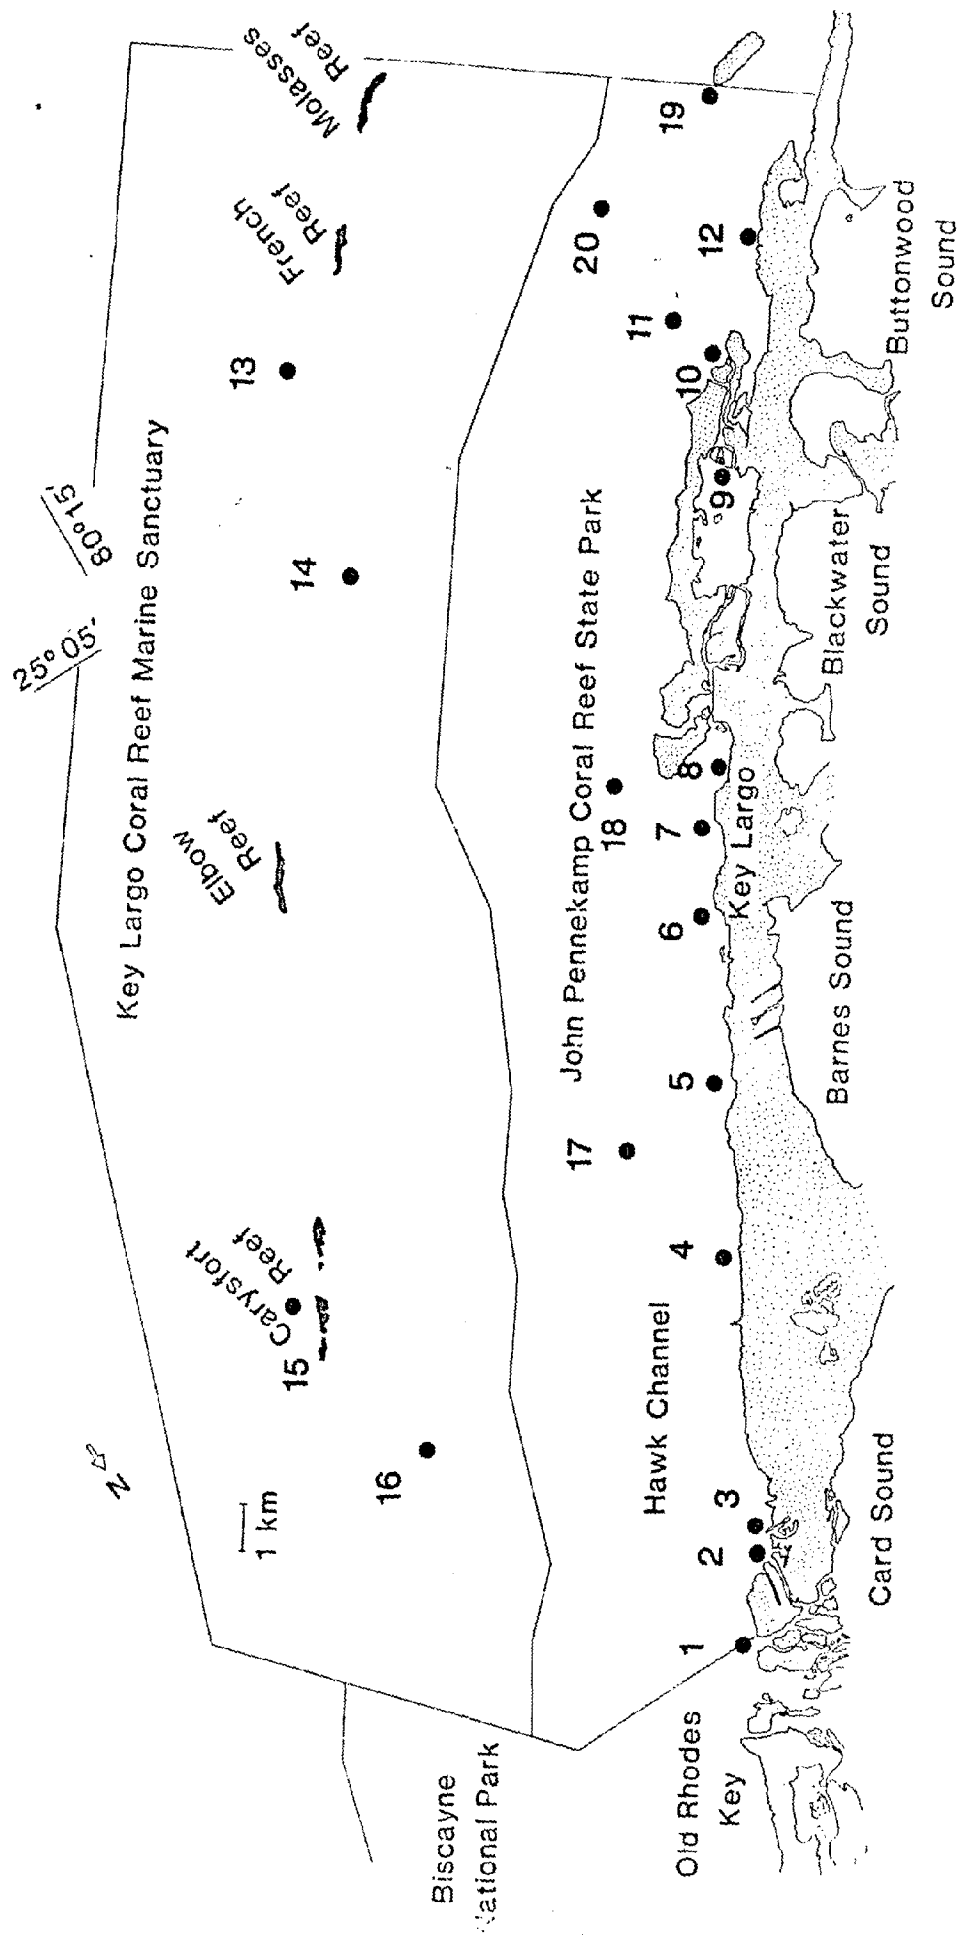 80°15'
25° 05'
Key Largo Coral Reef Marine Sanctuary
Molasses
Reef
French
Reef
13
14
Elbow
Reef
Carysfort
Reef
15
16
N
1 km
John Pennekamp Coral Reef State Park
19
20
11
12
10
9
18
8
7
6
5
17
4
3
2
1
Hawk Channel
Key Largo
Biscayne
National Park
Old Rhodes
Key
Card Sound
Barnes Sound
Blackwater
Sound
Buttonwood
Sound